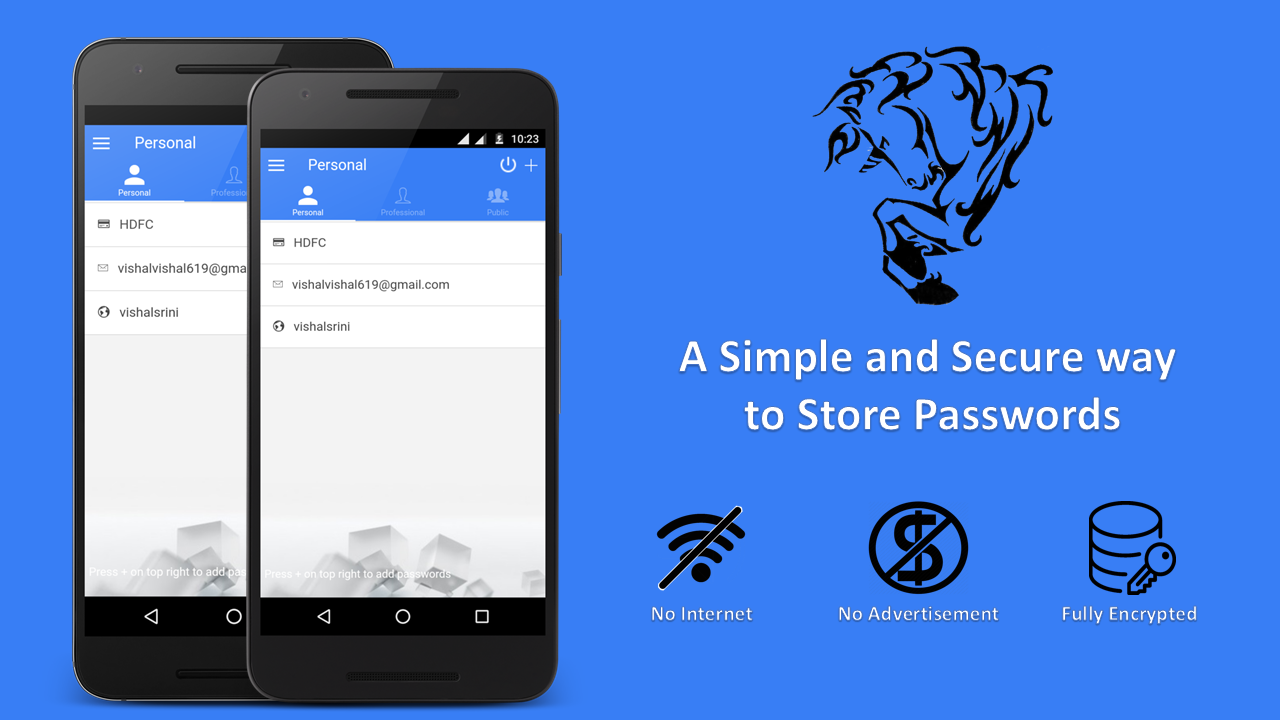 Personal
Personal
Professio
HDFC
vishalvishal619@gma
vishalsrini
Press + on top right to add pas
10:23
Personal
Personal
Professional
Public
HDFC
vishalvishal619@gmail.com
vishalsrini
Press + on top right to add passwords
A Simple and Secure way
to Store Passwords
No Internet
No Advertisement
Fully Encrypted